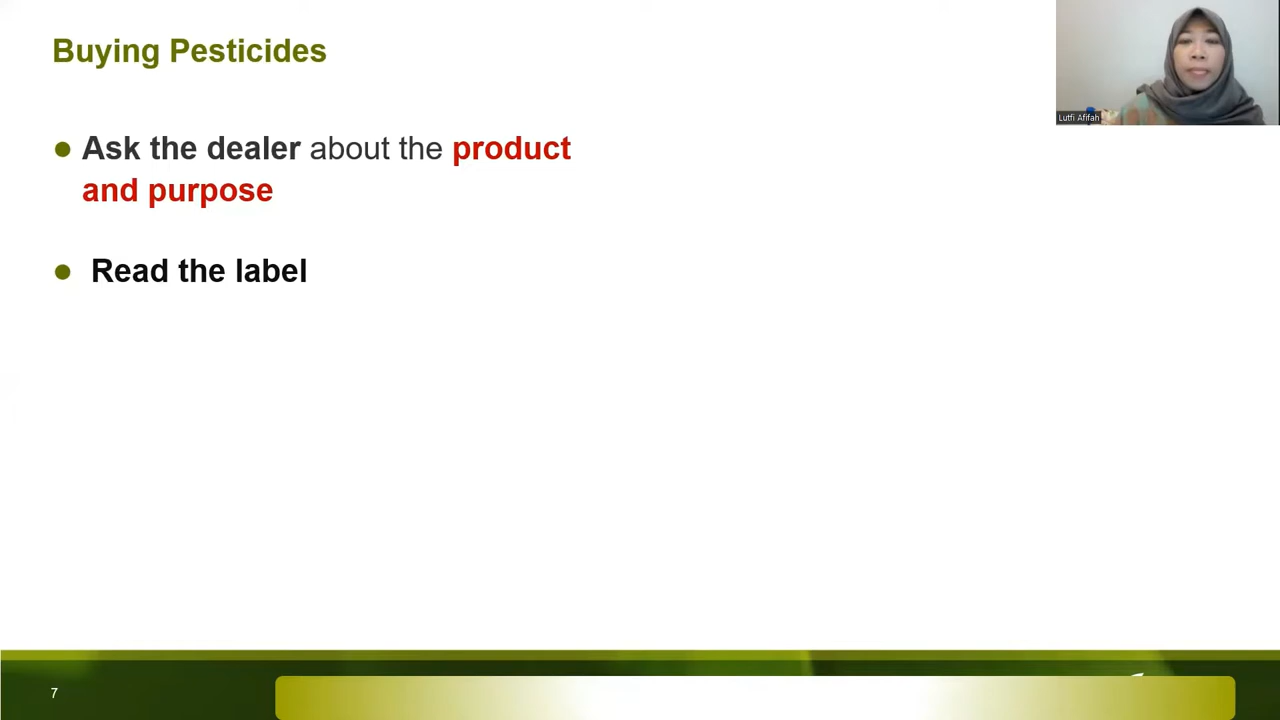 Buying Pesticides
Lutfi Afifah
● Ask the dealer about the product
and purpose
● Read the label
7